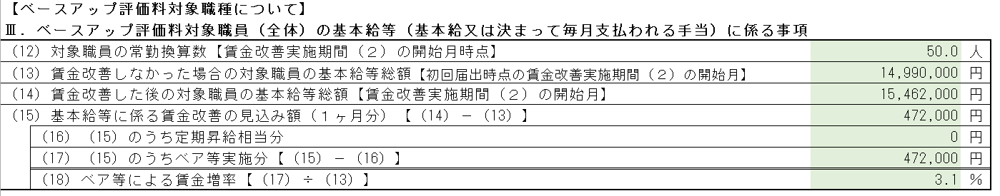 【ベースアップ評価料対象職種について】
Ⅲ．ベースアップ評価料対象職員（全体）の基本給等（基本給又は決まって毎月支払われる手当）に係る事項
（12）対象職員の常勤換算数【賃金改善実施期間（２）の開始月時点】 50.0 人
（13）賃金改善しなかった場合の対象職員の基本給等総額【初回届出時点の賃金改善実施期間（２）の開始月】 14,990,000 円
（14）賃金改善した後の対象職員の基本給等総額【賃金改善実施期間（２）の開始月】 15,462,000 円
（15）基本給等に係る賃金改善の見込み額（１ヶ月分）【（14）－（13）】 472,000 円
（16）（15）のうち定期昇給相当分 0 円
（17）（15）のうちベア等実施分【（15）－（16）】 472,000 円
（18）ベア等による賃金増率【（17）÷（13）】 3.1 ％